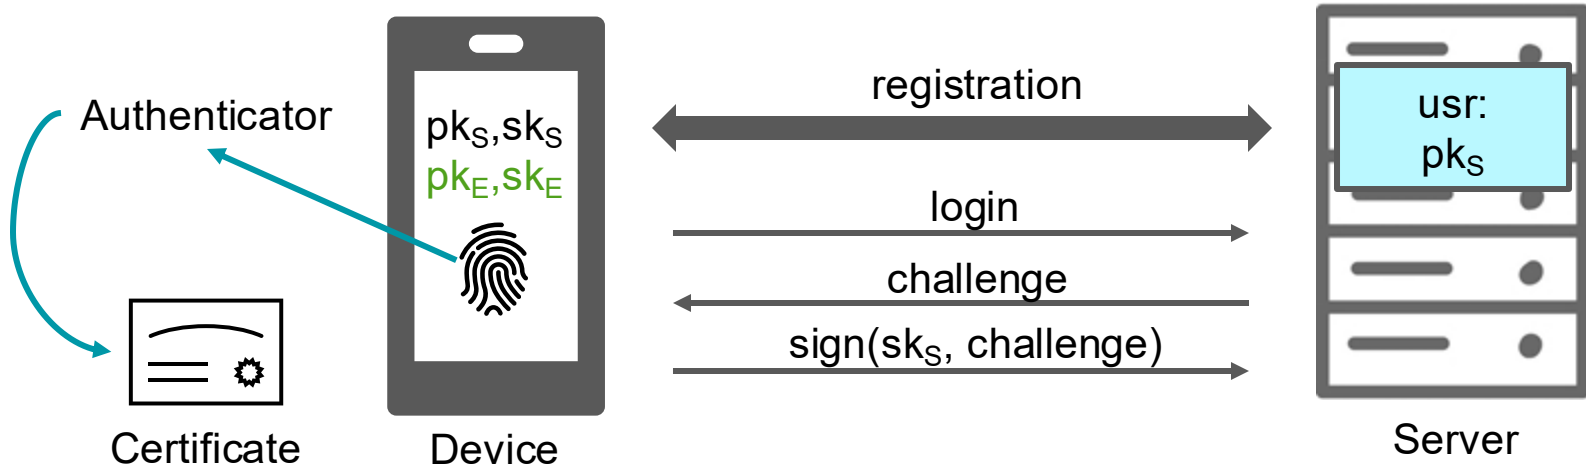 Authenticator
Certificate
pkS,skS
pkE,skE
Device
registration
login
challenge
sign(skS, challenge)
usr:
pkS
Server